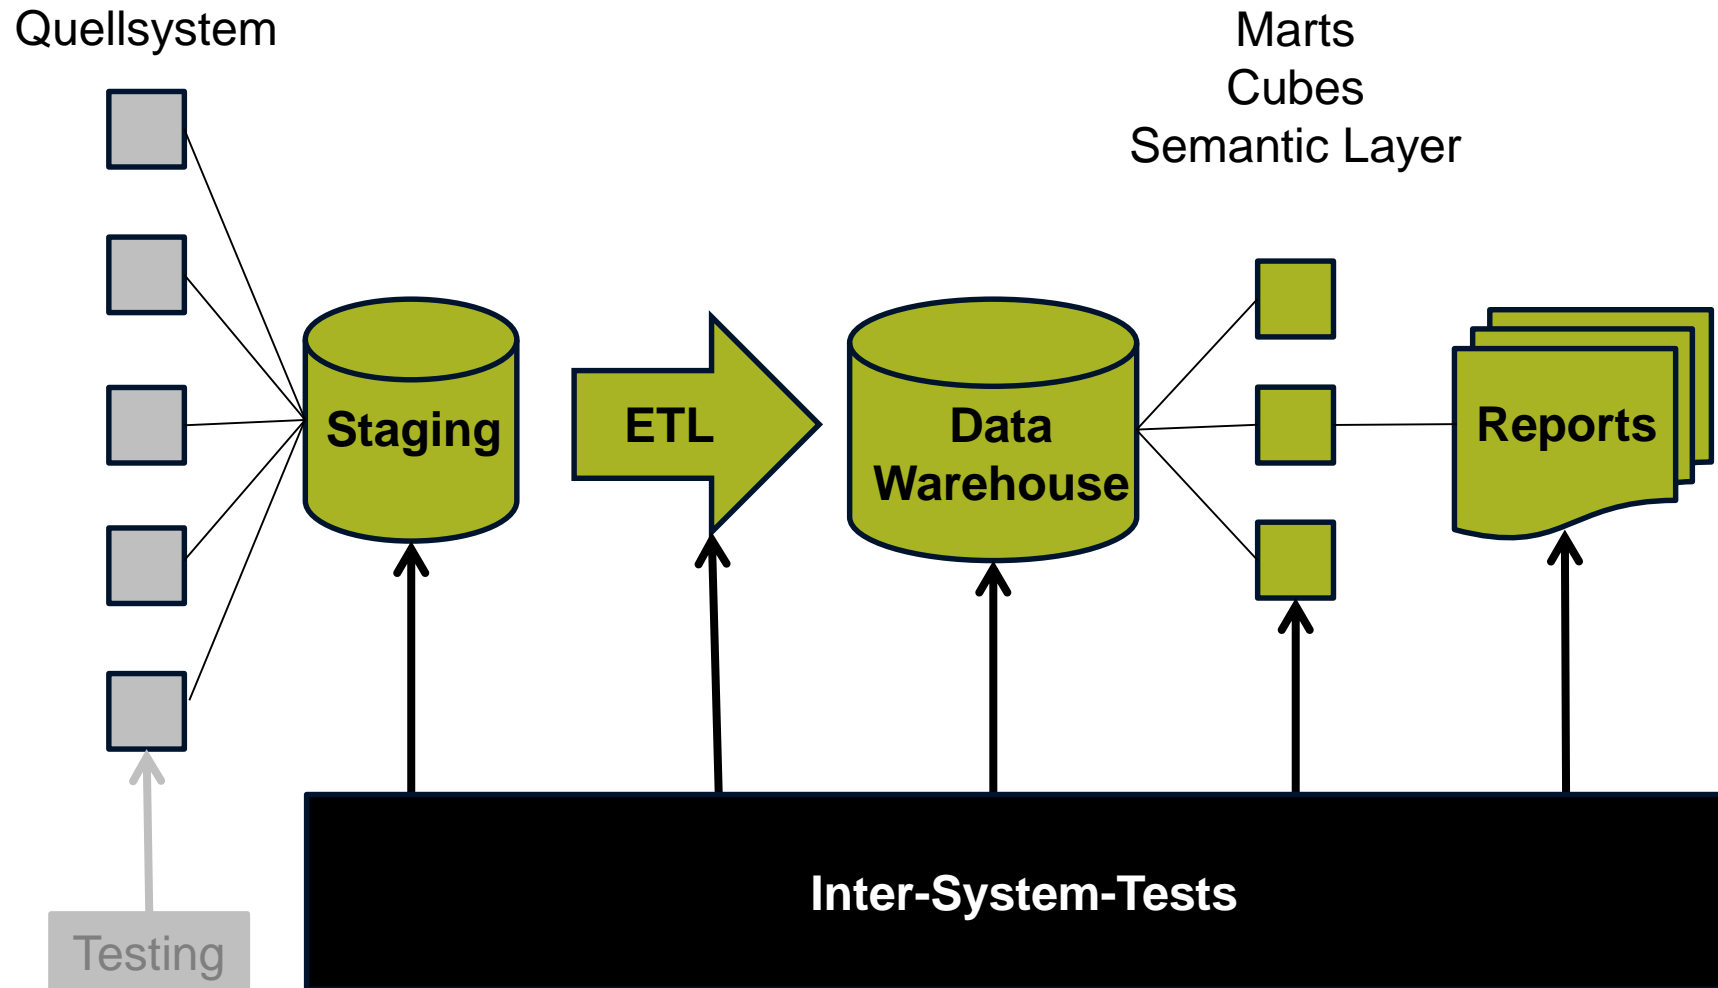 Quellsystem
Marts
Cubes
Semantic Layer
Staging
ETL
Data
Warehouse
Reports
Inter-System-Tests
Testing